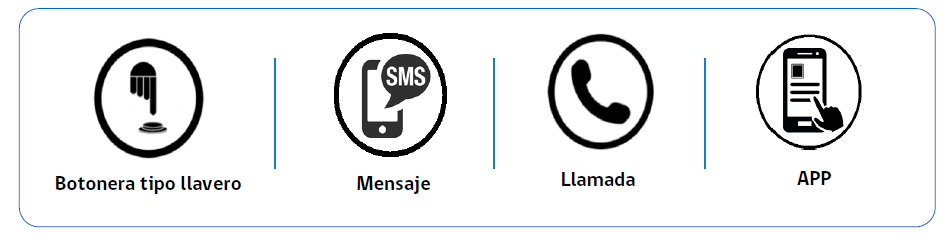 SMS
Botonera tipo llavero
Mensaje
Llamada
APP